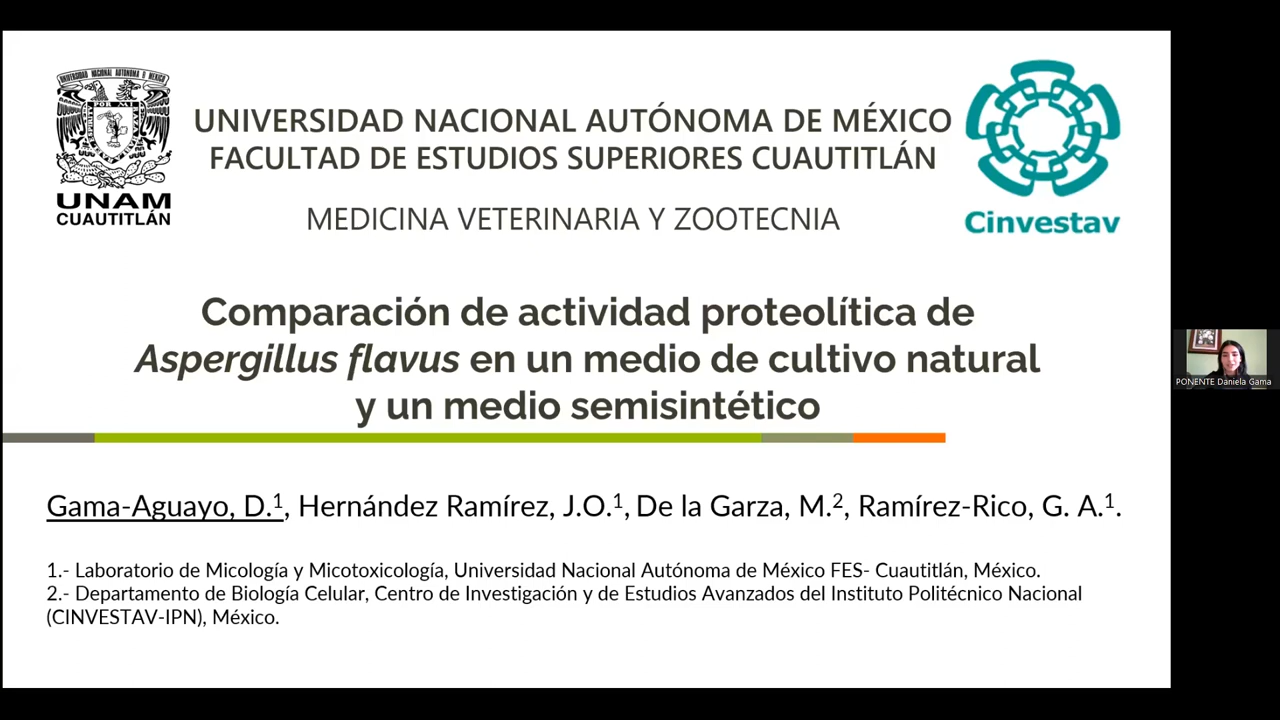 UNIVERSIDAD NACIONAL AUTÓNOMA DE MÉXICO
FACULTAD DE ESTUDIOS SUPERIORES CUAUTITLÁN
MEDICINA VETERINARIA Y ZOOTECNIA
UNAM
CUAUTITLÁN
Cinvestav
Comparación de actividad proteolítica de
Aspergillus flavus en un medio de cultivo natural
y un medio semisintético
Gama-Aguayo, D.¹, Hernández Ramírez, J.O.¹, De la Garza, M.², Ramírez-Rico, G. A.¹.
1.- Laboratorio de Micología y Micotoxicología, Universidad Nacional Autónoma de México FES- Cuautitlán, México.
2.- Departamento de Biología Celular, Centro de Investigación y de Estudios Avanzados del Instituto Politécnico Nacional
(CINVESTAV-IPN), México.
PONENTE Daniela Gama